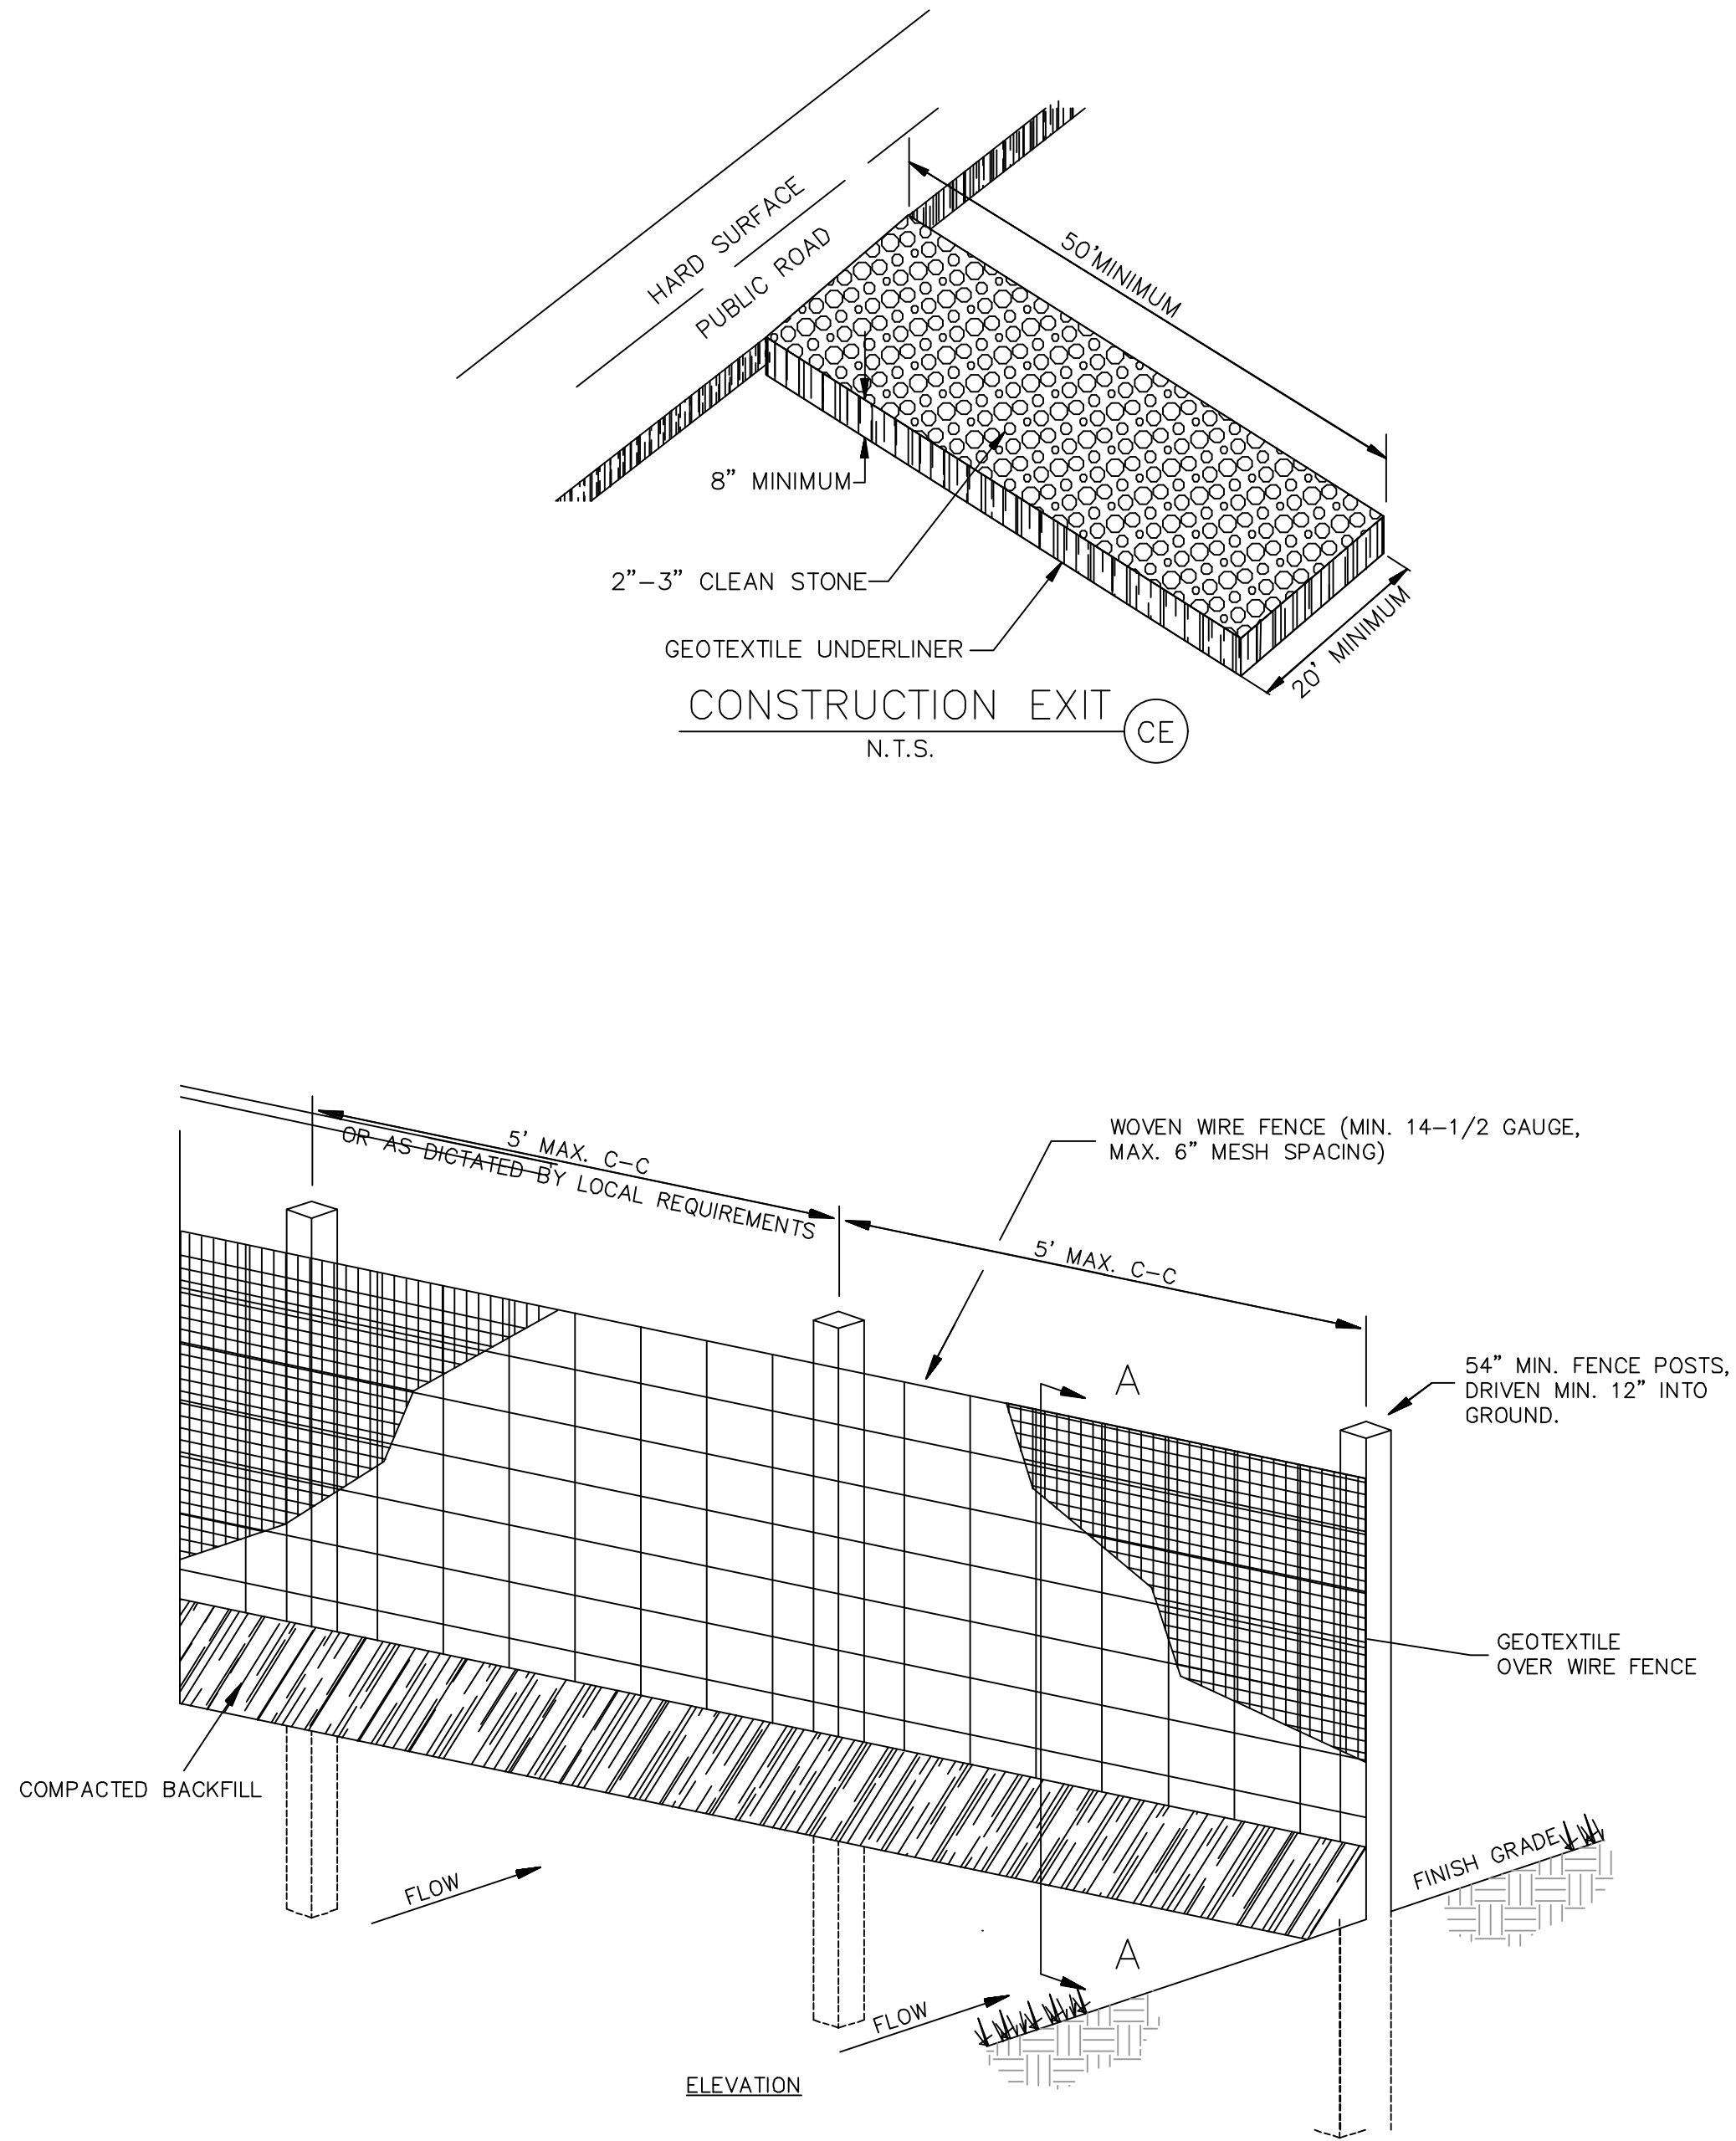 HARD SURFACE
PUBLIC ROAD
50'MINIMUM
8" MINIMUM
2"-3" CLEAN STONE
GEOTEXTILE UNDERLINER
20' MINIMUM
CONSTRUCTION EXIT
CE
N.T.S.
5' MAX. C-C
OR AS DICTATED BY LOCAL REQUIREMENTS
WOVEN WIRE FENCE (MIN. 14-1/2 GAUGE,
MAX. 6" MESH SPACING)
5' MAX. C-C
A
54" MIN. FENCE POSTS,
DRIVEN MIN. 12" INTO
GROUND.
GEOTEXTILE
OVER WIRE FENCE
COMPACTED BACKFILL
FINISH GRADE
FLOW
A
FLOW
ELEVATION